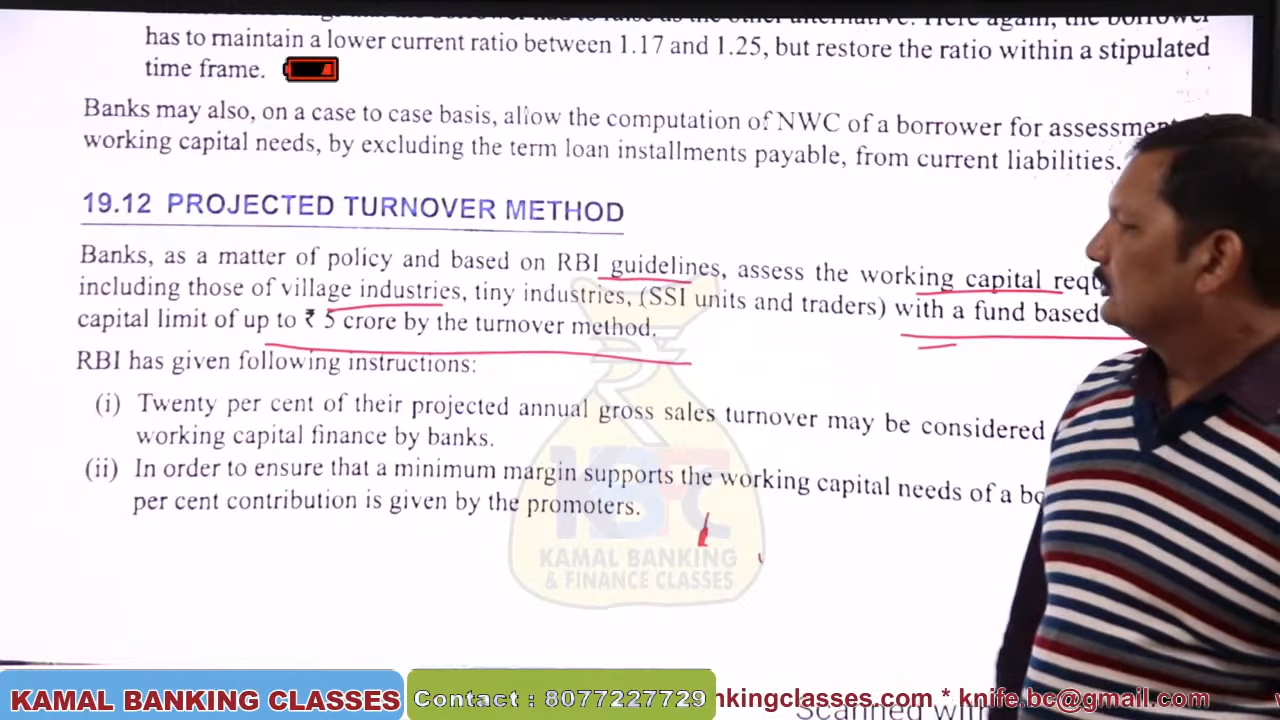 has to maintain a lower current ratio between 1.17 and 1.25, but restore the ratio within a stipulated
time frame.
Banks may also, on a case to case basis, allow the computation of NWC of a borrower for assessment
working capital needs, by excluding the term loan installments payable, from current liabilities.
19.12 PROJECTED TURNOVER METHOD
Banks, as a matter of policy and based on RBI guidelines, assess the working capital
including those of village industries, tiny industries, (SSI units and traders) with a fund based
capital limit of up to ₹ 5 crore by the turnover method.
RBI has given following instructions:
(i) Twenty per cent of their projected annual gross sales turnover may be considered
working capital finance by banks.
(ii) In order to ensure that a minimum margin supports the working capital needs of a
per cent contribution is given by the promoters.
KBFC
KAMAL BANKING
& FINANCE CLASSES
KAMAL BANKING CLASSES
Contact : 8077227729
nkingclasses.com * knife.bc@gmail.com
Scanned